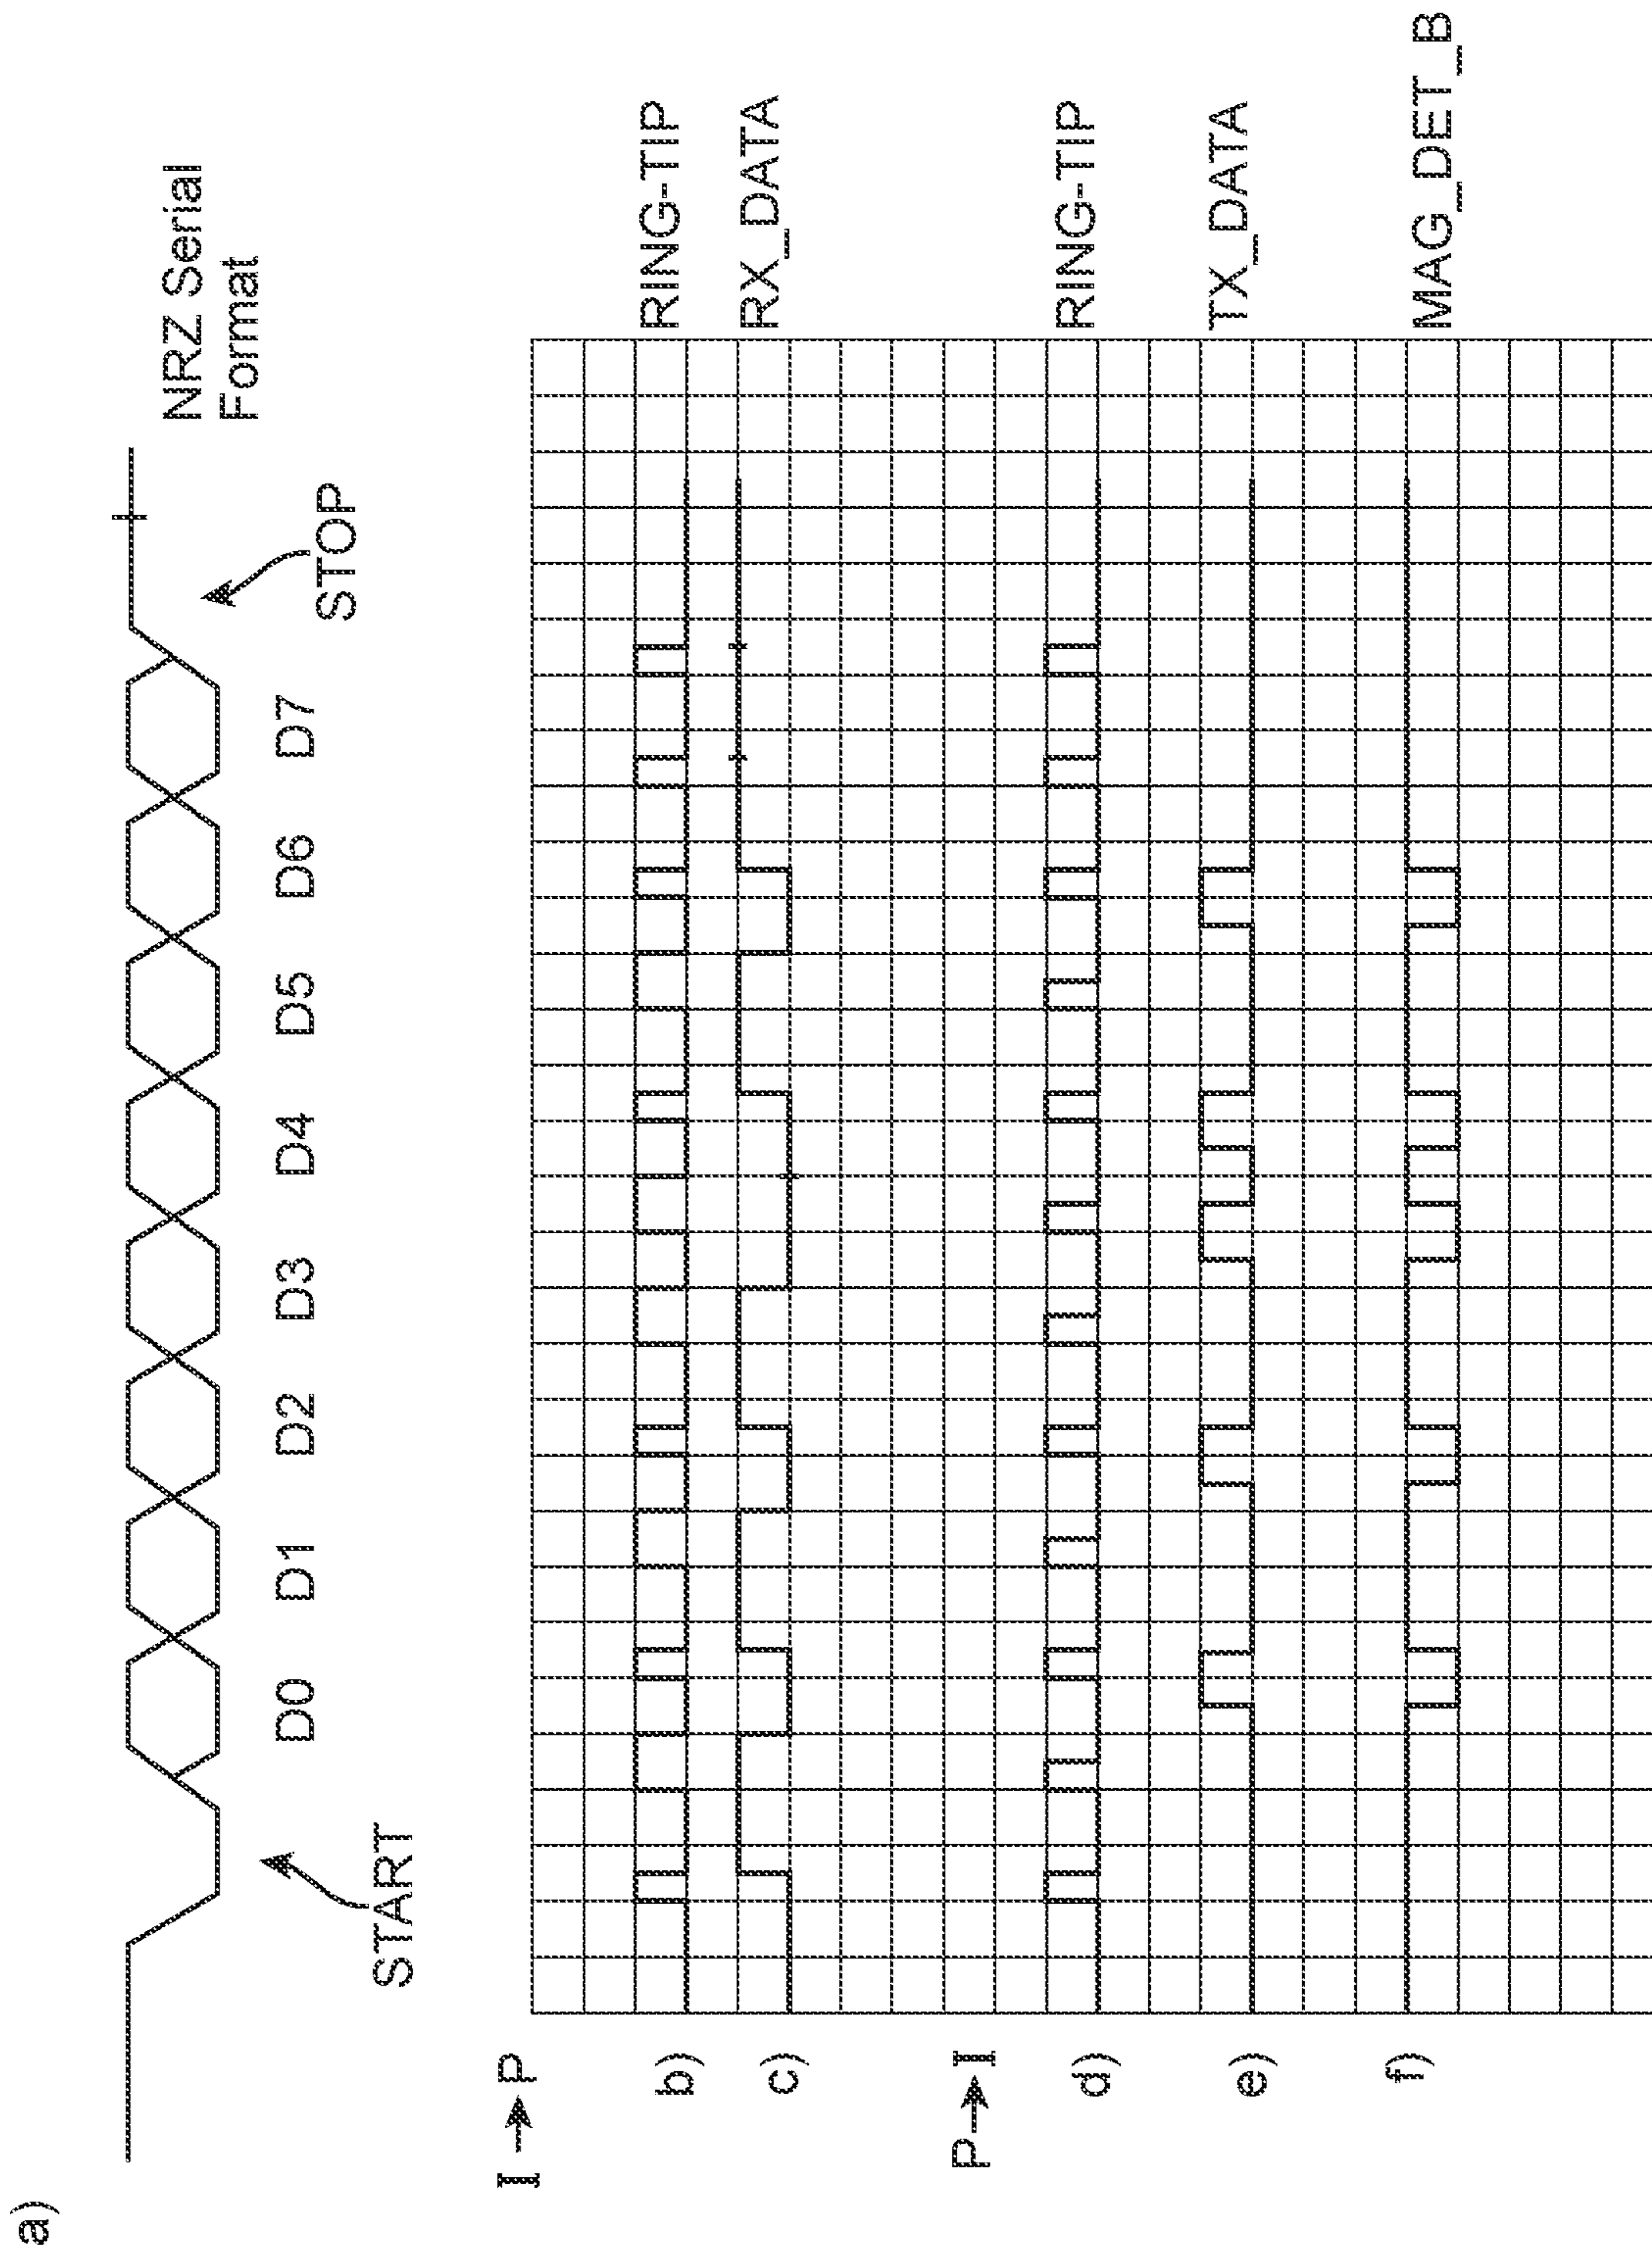 a)
NRZ Serial
Format
START
D0 D1 D2 D3 D4 D5 D6 D7
STOP
I → P
b) RING-TIP
c) RX_DATA
P → I
d) RING-TIP
e) TX_DATA
f) MAG_DET_B